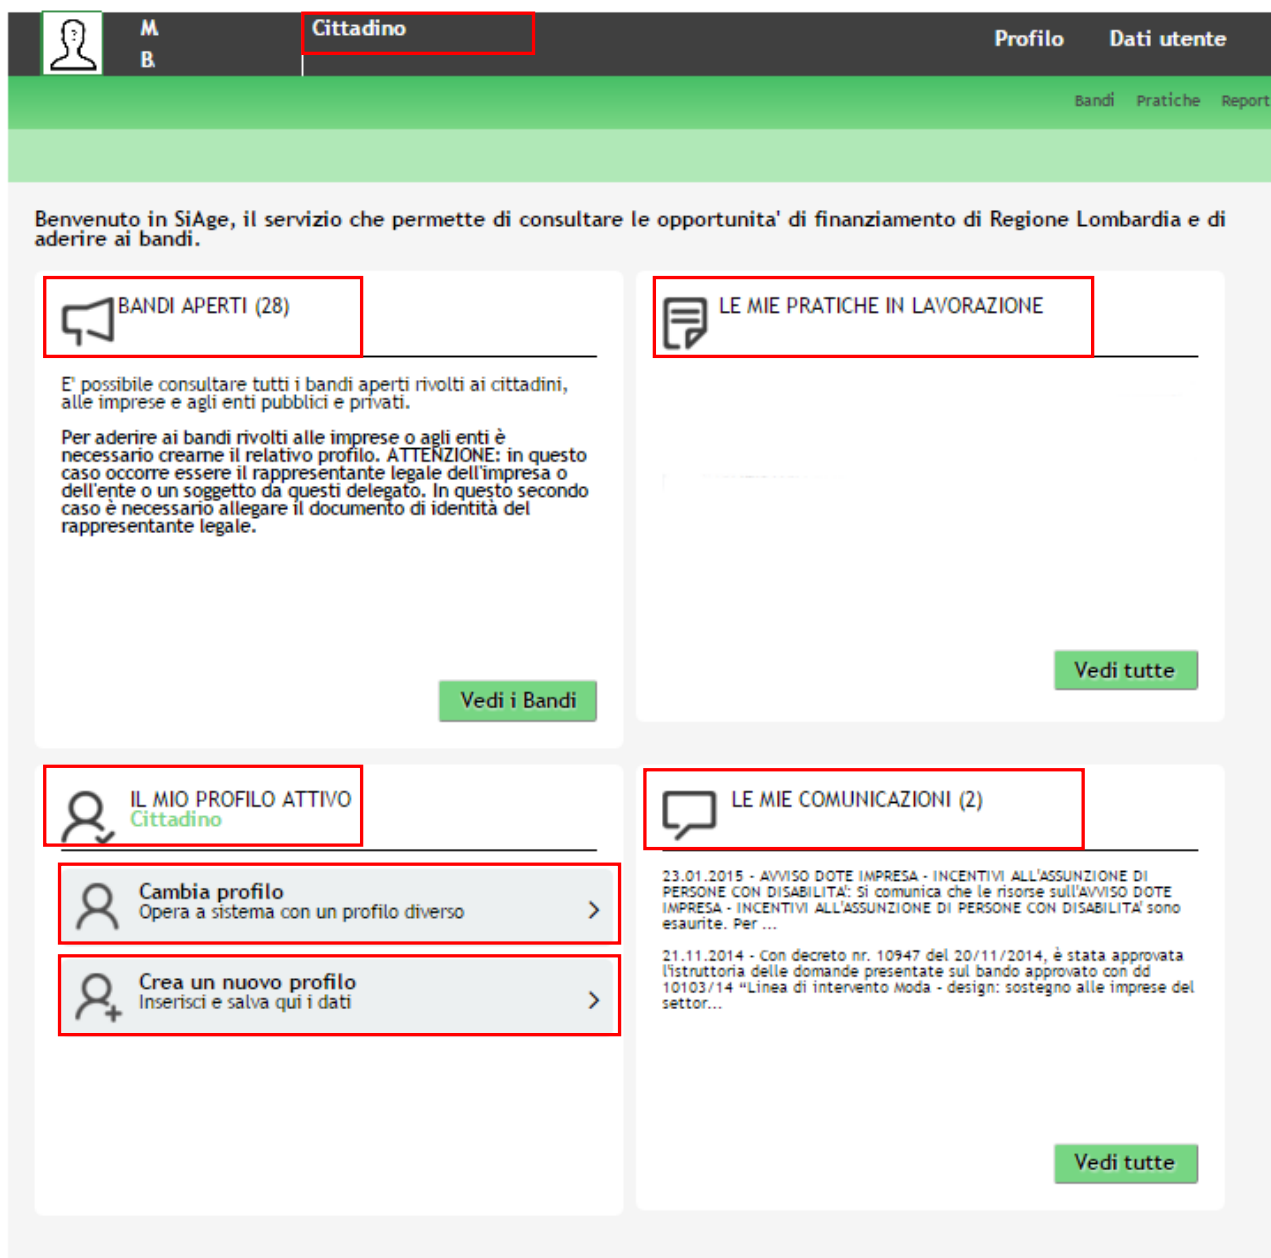 M.
B.
Cittadino
Profilo Dati utente
Bandi Pratiche Report
Benvenuto in SiAge, il servizio che permette di consultare le opportunita' di finanziamento di Regione Lombardia e di
aderire ai bandi.
BANDI APERTI (28)
E' possibile consultare tutti i bandi aperti rivolti ai cittadini,
alle imprese e agli enti pubblici e privati.
Per aderire ai bandi rivolti alle imprese o agli enti è
necessario crearne il relativo profilo. ATTENZIONE: in questo
caso occorre essere il rappresentante legale dell'impresa o
dell'ente o un soggetto da questi delegato. In questo secondo
caso è necessario allegare il documento di identità del
rappresentante legale.
Vedi i Bandi
LE MIE PRATICHE IN LAVORAZIONE
Vedi tutte
IL MIO PROFILO ATTIVO
Cittadino
Cambia profilo
Opera a sistema con un profilo diverso
Crea un nuovo profilo
Inserisci e salva qui i dati
LE MIE COMUNICAZIONI (2)
23.01.2015 - AVVISO DOTE IMPRESA - INCENTIVI ALL'ASSUNZIONE DI
PERSONE CON DISABILITA': Si comunica che le risorse sull'AVVISO DOTE
IMPRESA - INCENTIVI ALL'ASSUNZIONE DI PERSONE CON DISABILITA' sono
esaurite. Per ...
21.11.2014 - Con decreto nr. 10947 del 20/11/2014, è stata approvata
l'istruttoria delle domande presentate sul bando approvato con dd
10103/14 “Linea di intervento Moda - design: sostegno alle imprese del
settor...
Vedi tutte